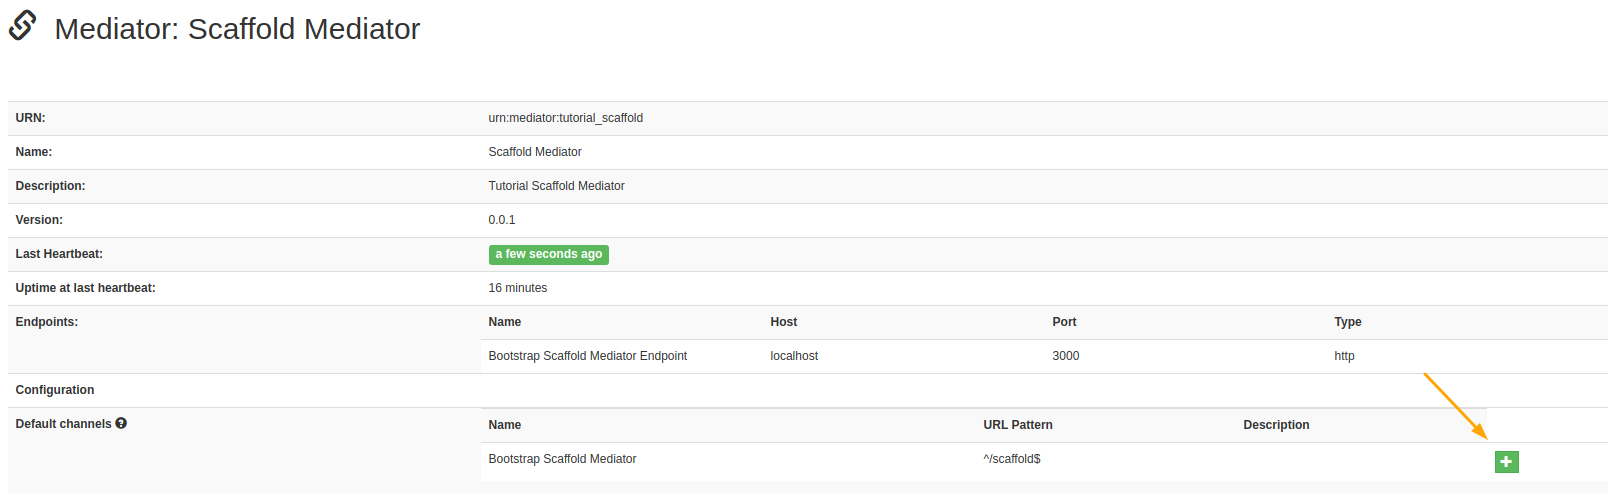 Mediator: Scaffold Mediator
URN: urn:mediator:tutorial_scaffold
Name: Scaffold Mediator
Description: Tutorial Scaffold Mediator
Version: 0.0.1
Last Heartbeat: a few seconds ago
Uptime at last heartbeat: 16 minutes
Endpoints: Name Host Port Type
Bootstrap Scaffold Mediator Endpoint localhost 3000 http
Configuration
Default channels ? Name URL Pattern Description
Bootstrap Scaffold Mediator ^/scaffold$